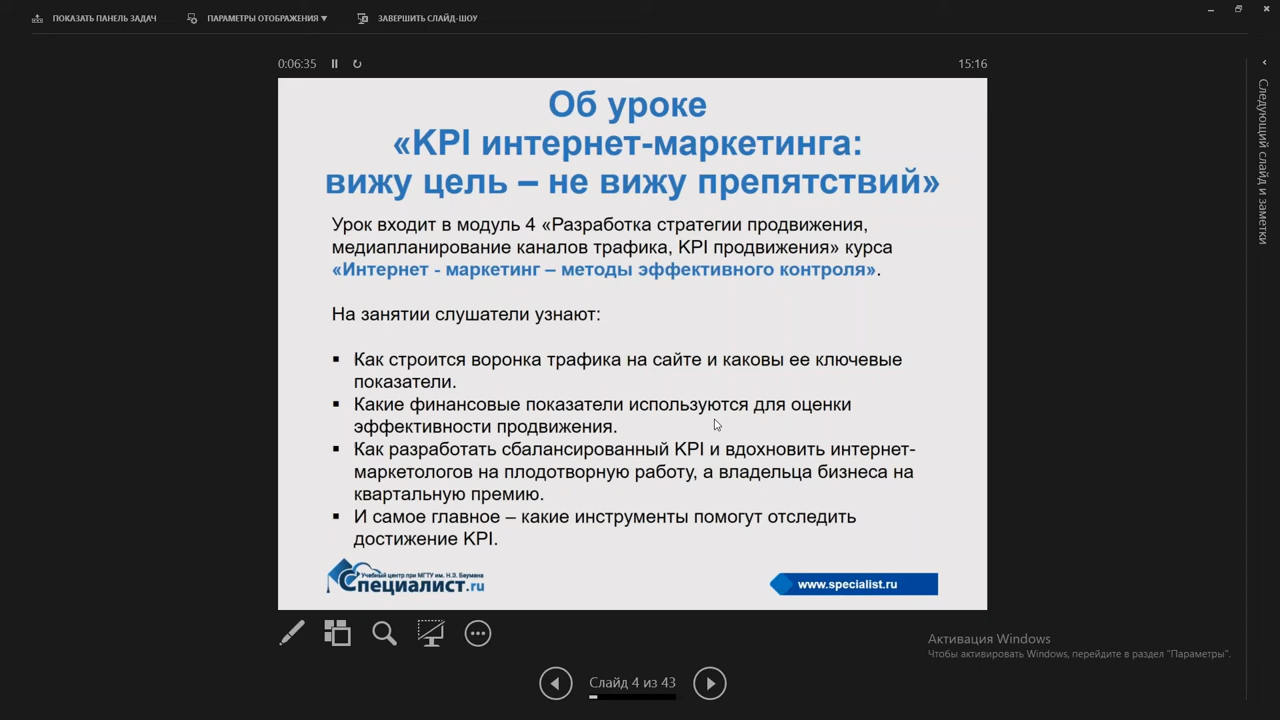 ПОКАЗАТЬ ПАНЕЛЬ ЗАДАЧ
ПАРАМЕТРЫ ОТОБРАЖЕНИЯ ▼
ЗАВЕРШИТЬ СЛАЙД-ШОУ
0:06:35
15:16
Следующий слайд и заметки
Об уроке
«KPI интернет-маркетинга:
вижу цель – не вижу препятствий»
Урок входит в модуль 4 «Разработка стратегии продвижения,
медиапланирование каналов трафика, KPI продвижения» курса
«Интернет - маркетинг – методы эффективного контроля».
На занятии слушатели узнают:
▪ Как строится воронка трафика на сайте и каковы ее ключевые
показатели.
▪ Какие финансовые показатели используются для оценки
эффективности продвижения.
▪ Как разработать сбалансированный KPI и вдохновить интернет-
маркетологов на плодотворную работу, а владельца бизнеса на
квартальную премию.
▪ И самое главное – какие инструменты помогут отследить
достижение KPI.
Учебный центр при МГТУ им. Н.Э. Баумана
Специалист.ru
www.specialist.ru
Активация Windows
Чтобы активировать Windows, перейдите в раздел "Параметры".
Слайд 4 из 43